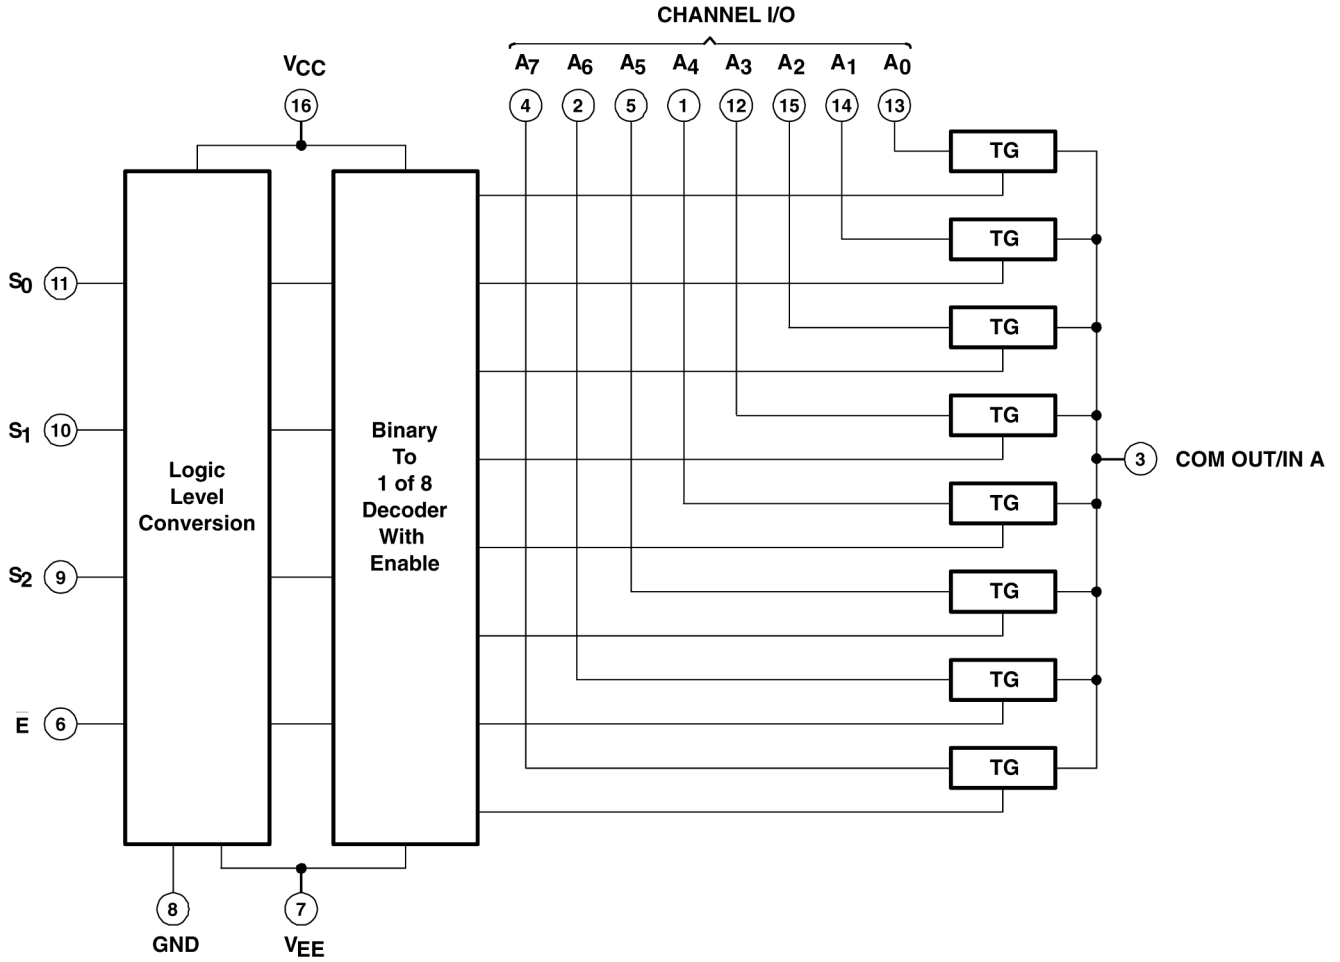 CHANNEL I/O
A7 A6 A5 A4 A3 A2 A1 A0
VCC
16 4 2 5 1 12 15 14 13
TG
TG
S0 11
TG
TG
S1 10
Binary
To
1 of 8
Decoder
With
Enable
Logic
Level
Conversion
3 COM OUT/IN A
TG
S2 9
TG
TG
E̅ 6
TG
8 7
GND VEE